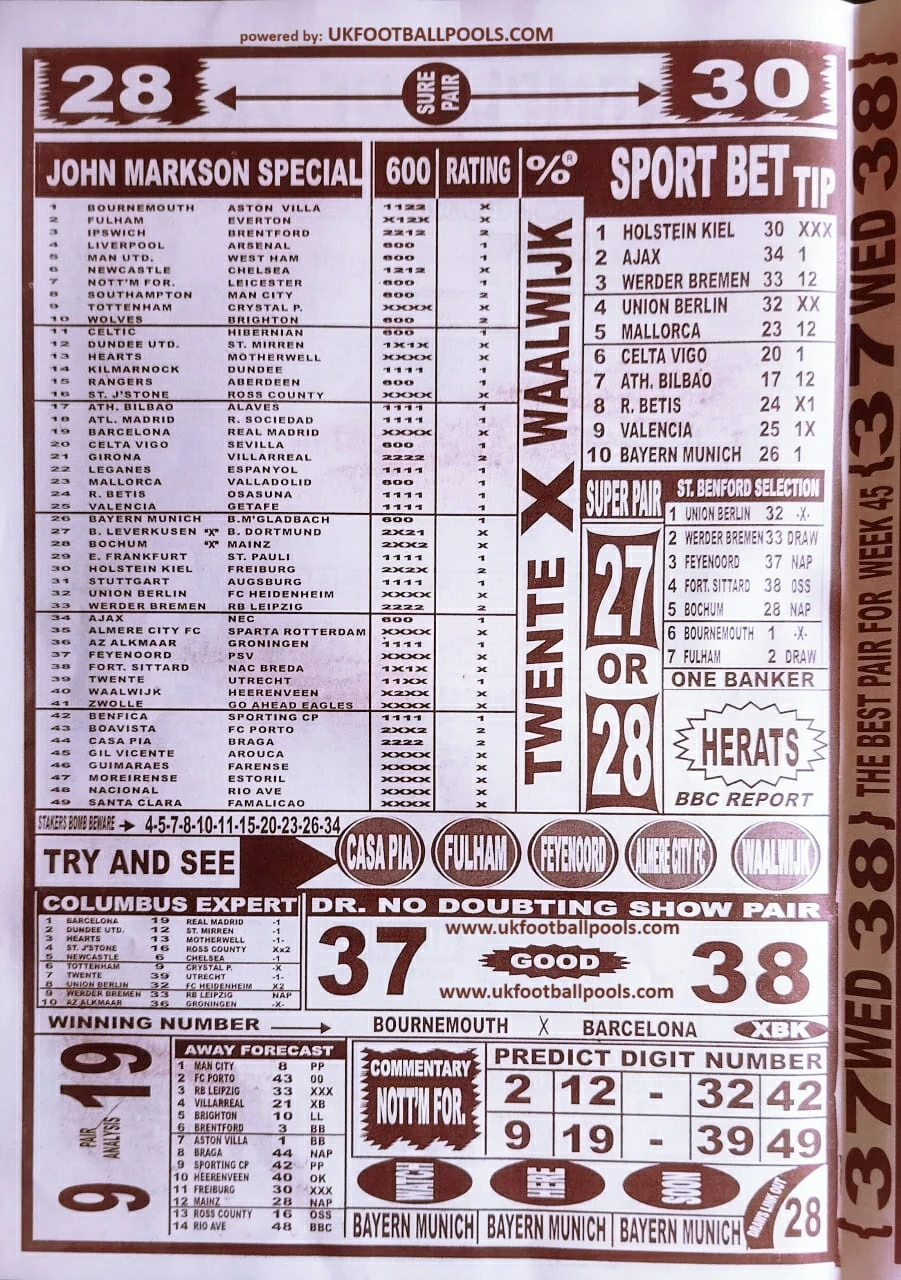 powered by: UKFOOTBALLPOOLS.COM
28 SURE PAIR 30
JOHN MARKSON SPECIAL 600 RATING
1 BOURNEMOUTH ASTON VILLA 1122 X
2 FULHAM EVERTON X12X X
3 IPSWICH BRENTFORD 2212 2
4 LIVERPOOL ARSENAL 600 1
5 MAN UTD. WEST HAM 600 1
6 NEWCASTLE CHELSEA 1212 X
7 NOTT'M FOR. LEICESTER 600 1
8 SOUTHAMPTON MAN CITY 600 2
9 TOTTENHAM CRYSTAL P. XXXX X
10 WOLVES BRIGHTON 600 2
11 CELTIC HIBERNIAN 600 1
12 DUNDEE UTD. ST. MIRREN 1X1X X
13 HEARTS MOTHERWELL XXXX X
14 KILMARNOCK DUNDEE 1111 1
15 RANGERS ABERDEEN 600 1
16 ST. J'STONE ROSS COUNTY XXXX X
17 ATH. BILBAO ALAVES 1111 1
18 ATL. MADRID R. SOCIEDAD 1111 1
19 BARCELONA REAL MADRID XXXX X
20 CELTA VIGO SEVILLA 600 1
21 GIRONA VILLARREAL 2222 2
22 LEGANES ESPANYOL 1111 1
23 MALLORCA VALLADOLID 600 1
24 R. BETIS OSASUNA 1111 1
25 VALENCIA GETAFE 1111 1
26 BAYERN MUNICH B.M'GLADBACH 600 1
27 B. LEVERKUSEN "X" B. DORTMUND 2X21 X
28 BOCHUM "X" MAINZ 2XX2 X
29 E. FRANKFURT ST. PAULI 1111 1
30 HOLSTEIN KIEL FREIBURG 2X2X 2
31 STUTTGART AUGSBURG 1111 1
32 UNION BERLIN FC HEIDENHEIM XXXX X
33 WERDER BREMEN RB LEIPZIG 2222 2
34 AJAX NEC 600 1
35 ALMERE CITY FC SPARTA ROTTERDAM XXXX X
36 AZ ALKMAAR GRONINGEN 1111 1
37 FEYENOORD PSV XXXX X
38 FORT. SITTARD NAC BREDA 1X1X X
39 TWENTE UTRECHT 11XX 1
40 WAALWIJK HEERENVEEN X2XX X
41 ZWOLLE GO AHEAD EAGLES XXXX X
42 BENFICA SPORTING CP 1111 1
43 BOAVISTA FC PORTO 2XX2 2
44 CASA PIA BRAGA 2222 2
45 GIL VICENTE AROUCA XXXX X
46 GUIMARAES FARENSE XXXX X
47 MOREIRENSE ESTORIL XXXX X
48 NACIONAL RIO AVE XXXX X
49 SANTA CLARA FAMALICAO XXXX X
%®
TWENTE X WAALWIJK
SPORT BET TIP
1 HOLSTEIN KIEL 30 XXX
2 AJAX 34 1
3 WERDER BREMEN 33 12
4 UNION BERLIN 32 XX
5 MALLORCA 23 12
6 CELTA VIGO 20 1
7 ATH. BILBAO 17 12
8 R. BETIS 24 X1
9 VALENCIA 25 1X
10 BAYERN MUNICH 26 1
SUPER PAIR
27
OR
28
ST. BENFORD SELECTION
1 UNION BERLIN 32 -X-
2 WERDER BREMEN 33 DRAW
3 FEYENOORD 37 NAP
4 FORT. SITTARD 38 OSS
5 BOCHUM 28 NAP
6 BOURNEMOUTH 1 -X-
7 FULHAM 2 DRAW
ONE BANKER
HERATS
BBC REPORT
STAKERS BOMB BEWARE 4-5-7-8-10-11-15-20-23-26-34
TRY AND SEE CASA PIA FULHAM FEYENOORD ALMERE CITY FC WAALWIJK
COLUMBUS EXPERT
1 BARCELONA 19 REAL MADRID -1
2 DUNDEE UTD. 12 ST. MIRREN -1
3 HEARTS 13 MOTHERWELL -1-
4 ST. J'STONE 16 ROSS COUNTY Xx2
5 NEWCASTLE 6 CHELSEA -1
6 TOTTENHAM 9 CRYSTAL P. -X
7 TWENTE 39 UTRECHT -1-
8 UNION BERLIN 32 FC HEIDENHEIM X2
9 WERDER BREMEN 33 RB LEIPZIG NAP
10 AZ ALKMAAR 36 GRONINGEN -X-
DR. NO DOUBTING SHOW PAIR
www.ukfootballpools.com
37 GOOD 38
www.ukfootballpools.com
WINNING NUMBER BOURNEMOUTH X BARCELONA XBK
9 PAIR ANALYSIS 19
AWAY FORECAST
1 MAN CITY 8 PP
2 FC PORTO 43 00
3 RB LEIPZIG 33 XXX
4 VILLARREAL 21 XB
5 BRIGHTON 10 LL
6 BRENTFORD 3 BB
7 ASTON VILLA 1 BB
8 BRAGA 44 NAP
9 SPORTING CP 42 PP
10 HEERENVEEN 40 OK
11 FREIBURG 30 XXX
12 MAINZ 28 NAP
13 ROSS COUNTY 16 OSS
14 RIO AVE 48 BBC
COMMENTARY
NOTT'M FOR.
PREDICT DIGIT NUMBER
2 12 - 32 42
9 19 - 39 49
WATCH HERE SOON
BAYERN MUNICH BAYERN MUNICH BAYERN MUNICH
28
{37 WED 38} THE BEST PAIR FOR WEEK 45 {37 WED 38}